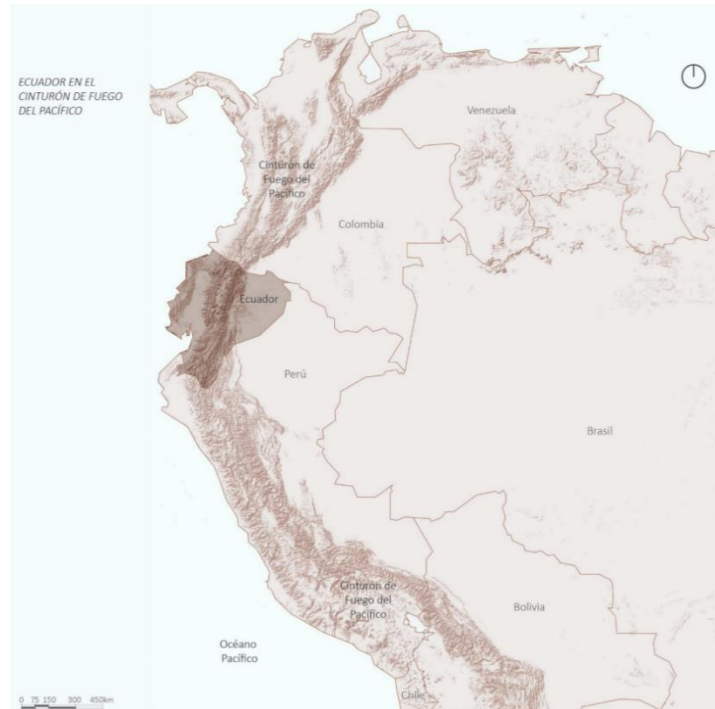 ECUADOR EN EL
CINTURÓN DE FUEGO
DEL PACÍFICO
Venezuela
Cinturón de
Fuego del
Pacífico
Colombia
Ecuador
Perú
Brasil
Cinturón de
Fuego del
Pacífico
Bolivia
Océano
Pacífico
Chile
0 75 150 300 450km